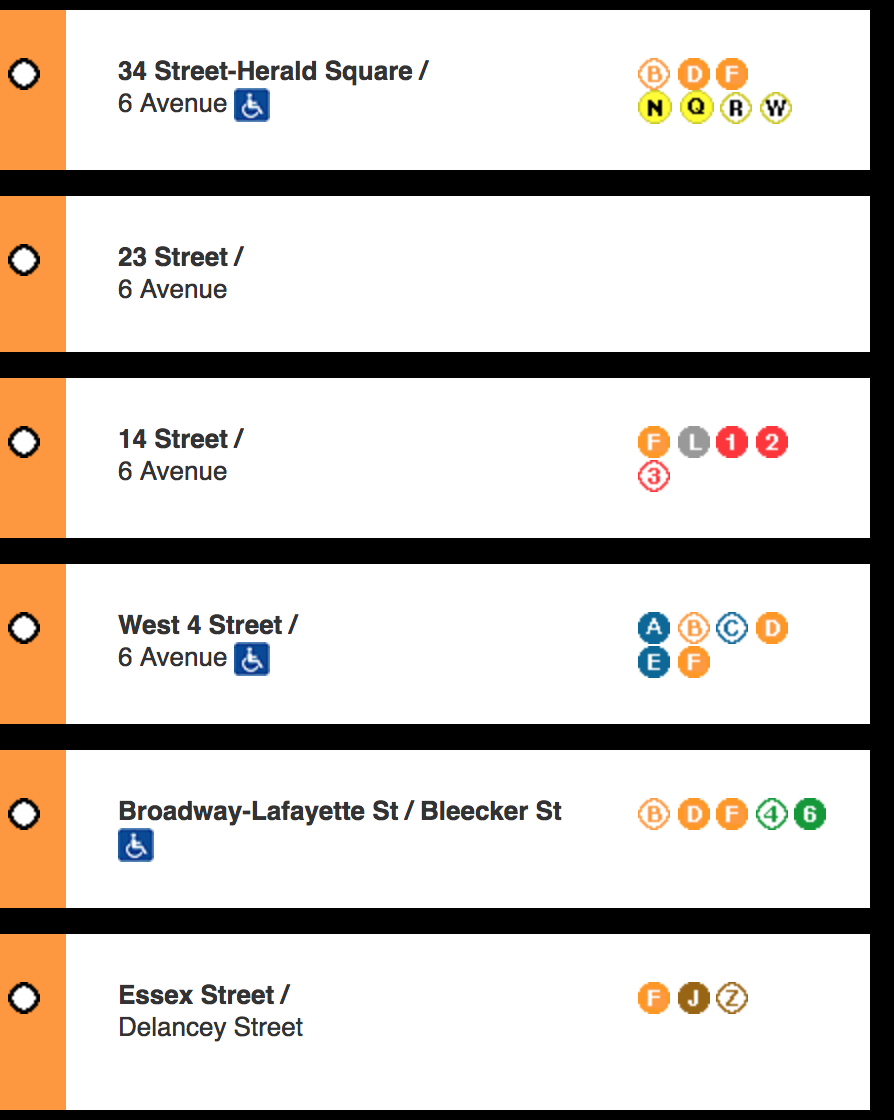 34 Street-Herald Square /
6 Avenue
B D F
N Q R W
23 Street /
6 Avenue
14 Street /
6 Avenue
F L 1 2
3
West 4 Street /
6 Avenue
A B C D
E F
Broadway-Lafayette St / Bleecker St
B D F 4 6
Essex Street /
Delancey Street
F J Z